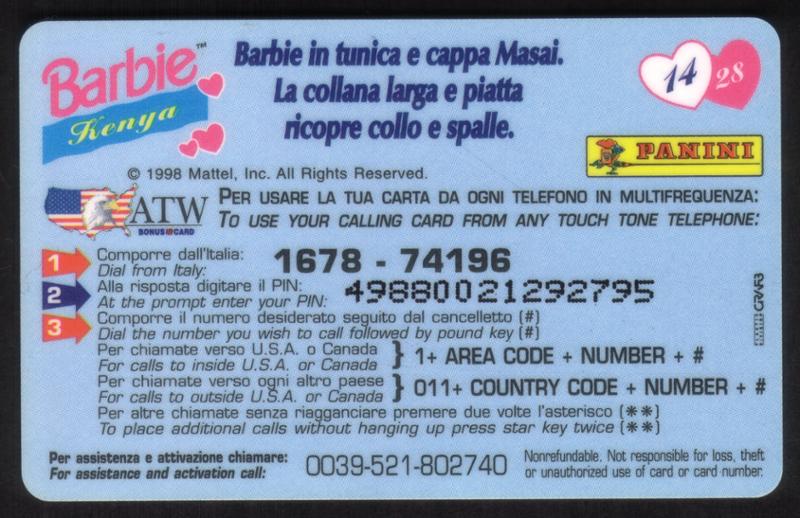 Barbie™
Kenya
Barbie in tunica e cappa Masai.
La collana larga e piatta
ricopre collo e spalle.
14 28
PANINI
© 1998 Mattel, Inc. All Rights Reserved.
ATW
BONUS CARD
PER USARE LA TUA CARTA DA OGNI TELEFONO IN MULTIFREQUENZA:
TO USE YOUR CALLING CARD FROM ANY TOUCH TONE TELEPHONE:
1 Comporre dall'Italia:
Dial from Italy:
1678 - 74196
2 Alla risposta digitare il PIN:
At the prompt enter your PIN:
49880021292795
3 Comporre il numero desiderato seguito dal cancelletto (#)
Dial the number you wish to call followed by pound key (#)
Per chiamate verso U.S.A. o Canada
For calls to inside U.S.A. or Canada
} 1+ AREA CODE + NUMBER + #
Per chiamate verso ogni altro paese
For calls to outside U.S.A. or Canada
} 011+ COUNTRY CODE + NUMBER + #
Per altre chiamate senza riagganciare premere due volte l'asterisco (**)
To place additional calls without hanging up press star key twice (**)
Per assistenza e attivazione chiamare:
For assistance and activation call:
0039-521-802740
Nonrefundable. Not responsible for loss, theft
or unauthorized use of card or card number.